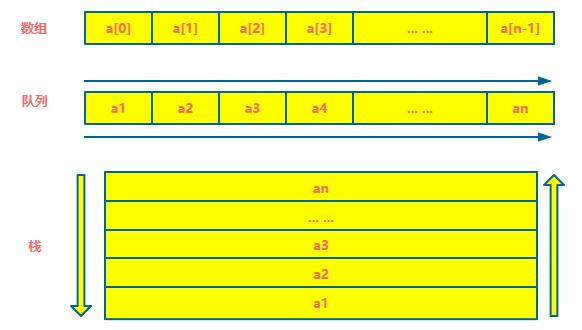 数组 a[0] a[1] a[2] a[3] ... ... a[n-1]
队列 a1 a2 a3 a4 ... ... an
an
... ...
a3
栈
a2
a1